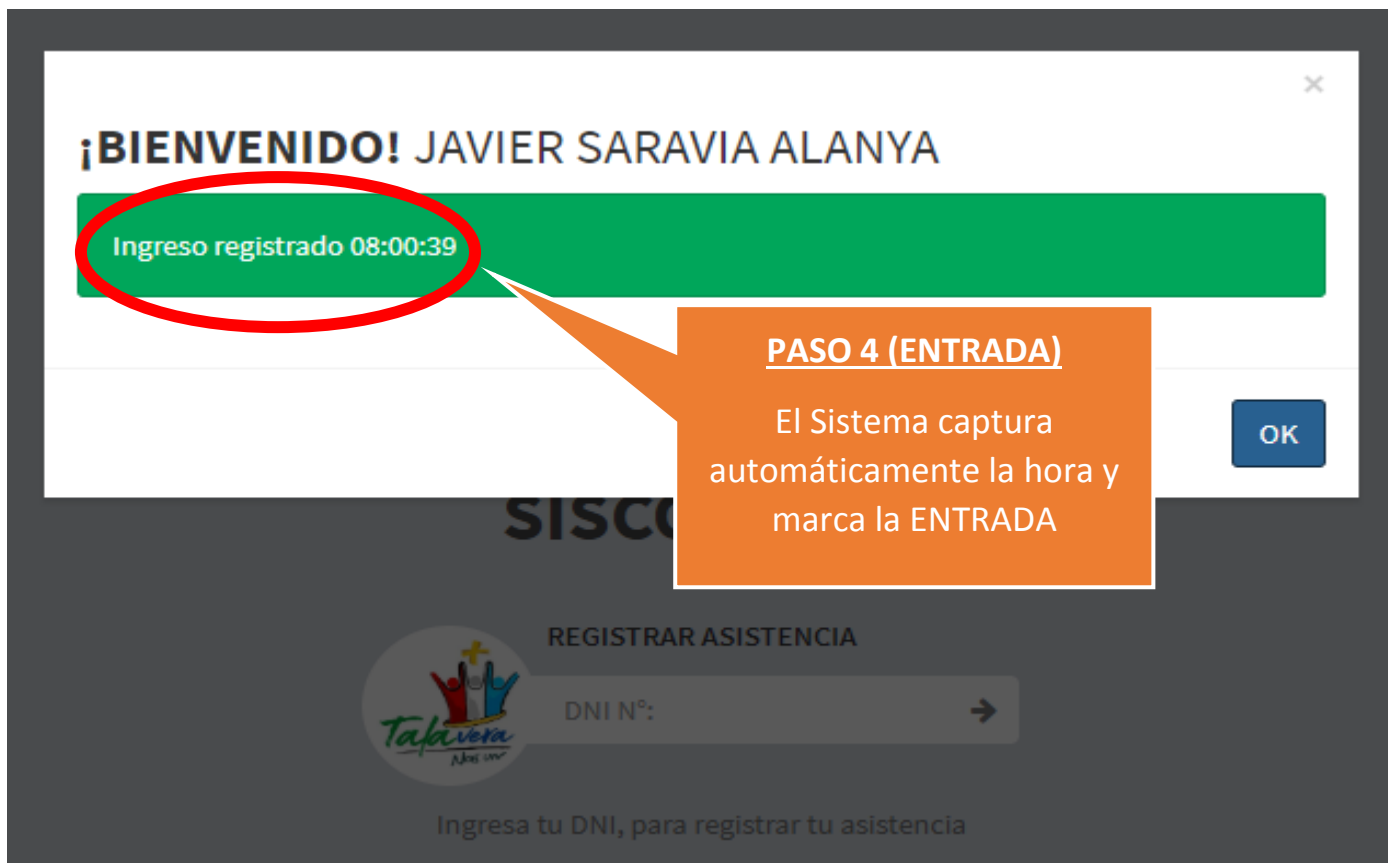 ×
¡BIENVENIDO! JAVIER SARAVIA ALANYA
Ingreso registrado 08:00:39
PASO 4 (ENTRADA)
El Sistema captura
automáticamente la hora y
marca la ENTRADA
OK
REGISTRAR ASISTENCIA
DNI N°:
Talavera
Ingresa tu DNI, para registrar tu asistencia